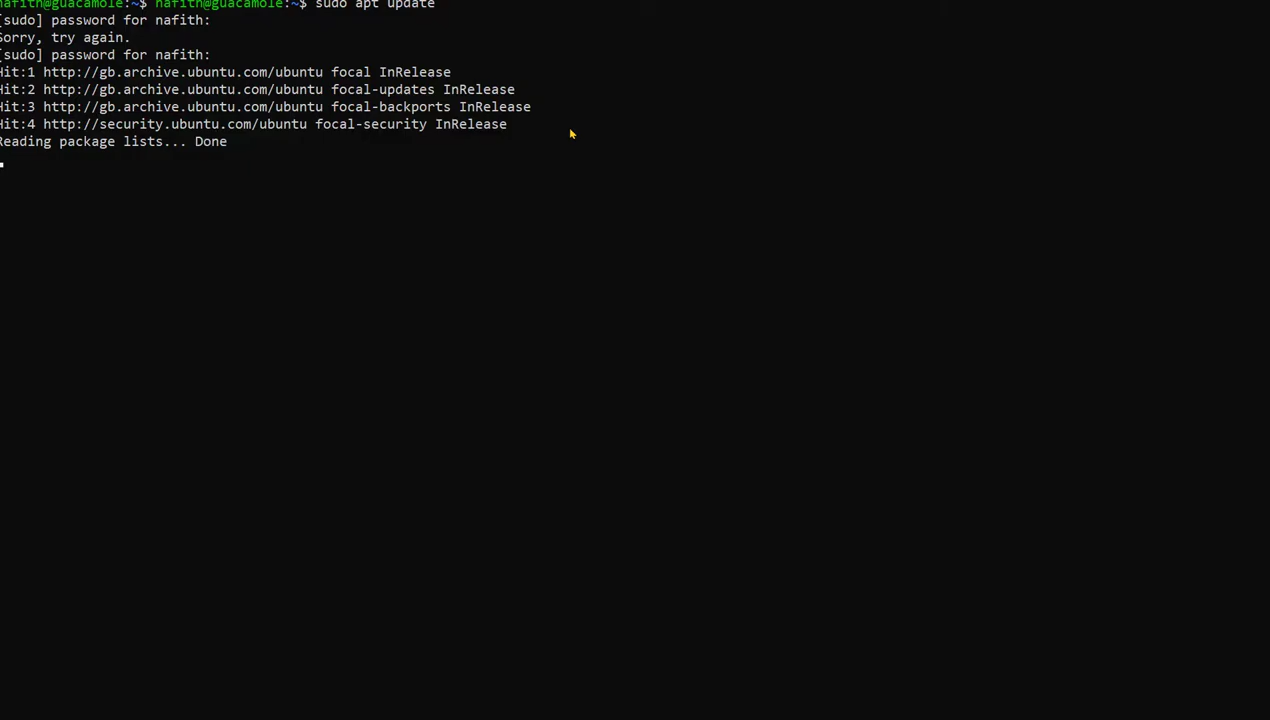 nafith@guacamole:~$ nafith@guacamole:~$ sudo apt update
[sudo] password for nafith:
Sorry, try again.
[sudo] password for nafith:
Hit:1 http://gb.archive.ubuntu.com/ubuntu focal InRelease
Hit:2 http://gb.archive.ubuntu.com/ubuntu focal-updates InRelease
Hit:3 http://gb.archive.ubuntu.com/ubuntu focal-backports InRelease
Hit:4 http://security.ubuntu.com/ubuntu focal-security InRelease
Reading package lists... Done